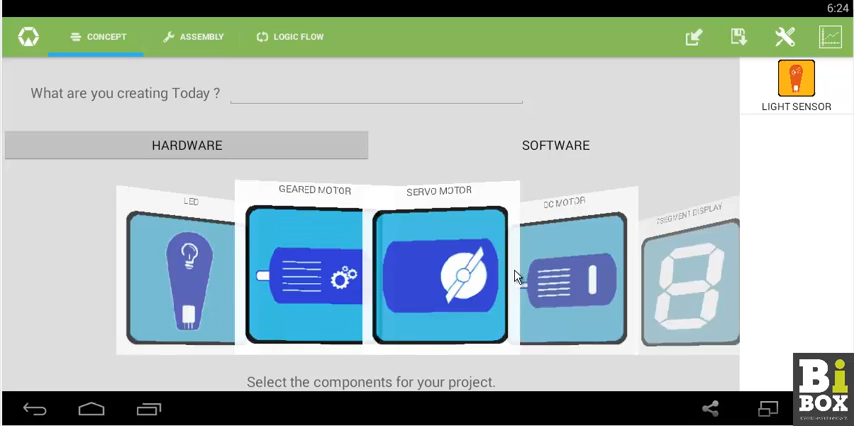 6:24
CONCEPT
ASSEMBLY
LOGIC FLOW
What are you creating Today ?
LIGHT SENSOR
HARDWARE
SOFTWARE
LED
GEARED MOTOR
SERVO MOTOR
DC MOTOR
7SEGMENT DISPLAY
Select the components for your project.
Bi
BOX